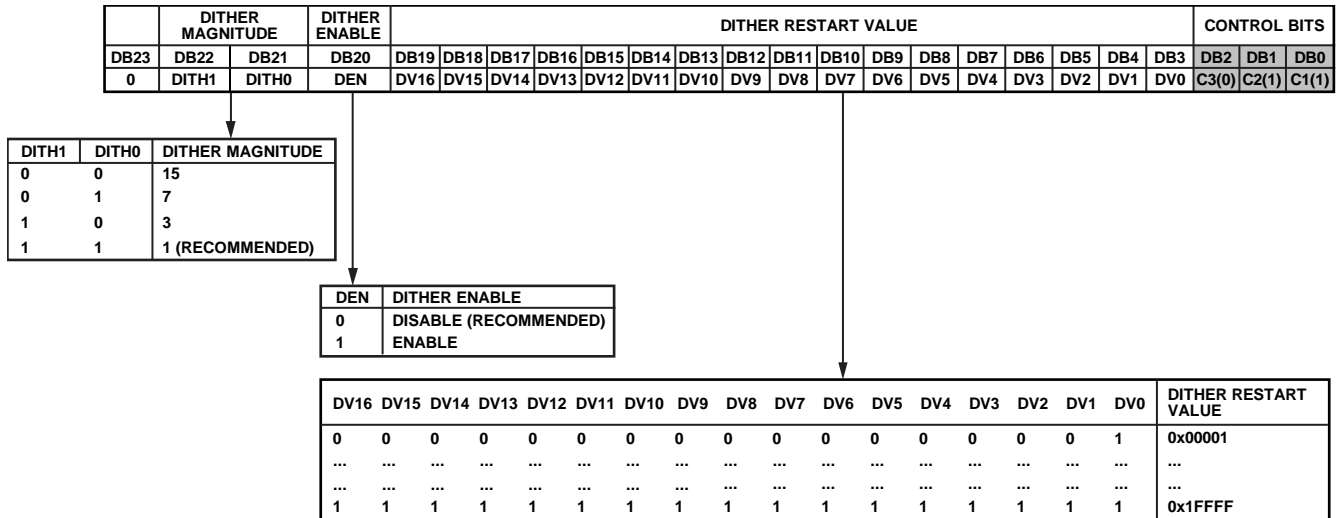 DITHER MAGNITUDE DITHER ENABLE DITHER RESTART VALUE CONTROL BITS
DB23 DB22 DB21 DB20 DB19 DB18 DB17 DB16 DB15 DB14 DB13 DB12 DB11 DB10 DB9 DB8 DB7 DB6 DB5 DB4 DB3 DB2 DB1 DB0
0 DITH1 DITH0 DEN DV16 DV15 DV14 DV13 DV12 DV11 DV10 DV9 DV8 DV7 DV6 DV5 DV4 DV3 DV2 DV1 DV0 C3(0) C2(1) C1(1)
DITH1 DITH0 DITHER MAGNITUDE
0 0 15
0 1 7
1 0 3
1 1 1 (RECOMMENDED)
DEN DITHER ENABLE
0 DISABLE (RECOMMENDED)
1 ENABLE
DV16 DV15 DV14 DV13 DV12 DV11 DV10 DV9 DV8 DV7 DV6 DV5 DV4 DV3 DV2 DV1 DV0 DITHER RESTART VALUE
0 0 0 0 0 0 0 0 0 0 0 0 0 0 0 0 1 0x00001
... ... ... ... ... ... ... ... ... ... ... ... ... ... ... ... ... ...
... ... ... ... ... ... ... ... ... ... ... ... ... ... ... ... ... ...
1 1 1 1 1 1 1 1 1 1 1 1 1 1 1 1 1 0x1FFFF